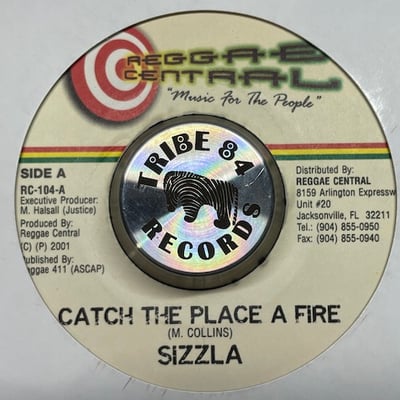 REGGAE
CENTRAL
"Music For The People"
SIDE A
RC-104-A
Executive Producer:
M. Halsall (Justice)
Produced By:
Reggae Central
(C) (P) 2001
Published By:
Reggae 411 (ASCAP)
TRIBE 84
RECORDS
Distributed By:
REGGAE CENTRAL
8159 Arlington Expressw
Unit #20
Jacksonville, FL 32211
Tel.: (904) 855-0950
Fax: (904) 855-0940
CATCH THE PLACE A FIRE
(M. COLLINS)
SIZZLA